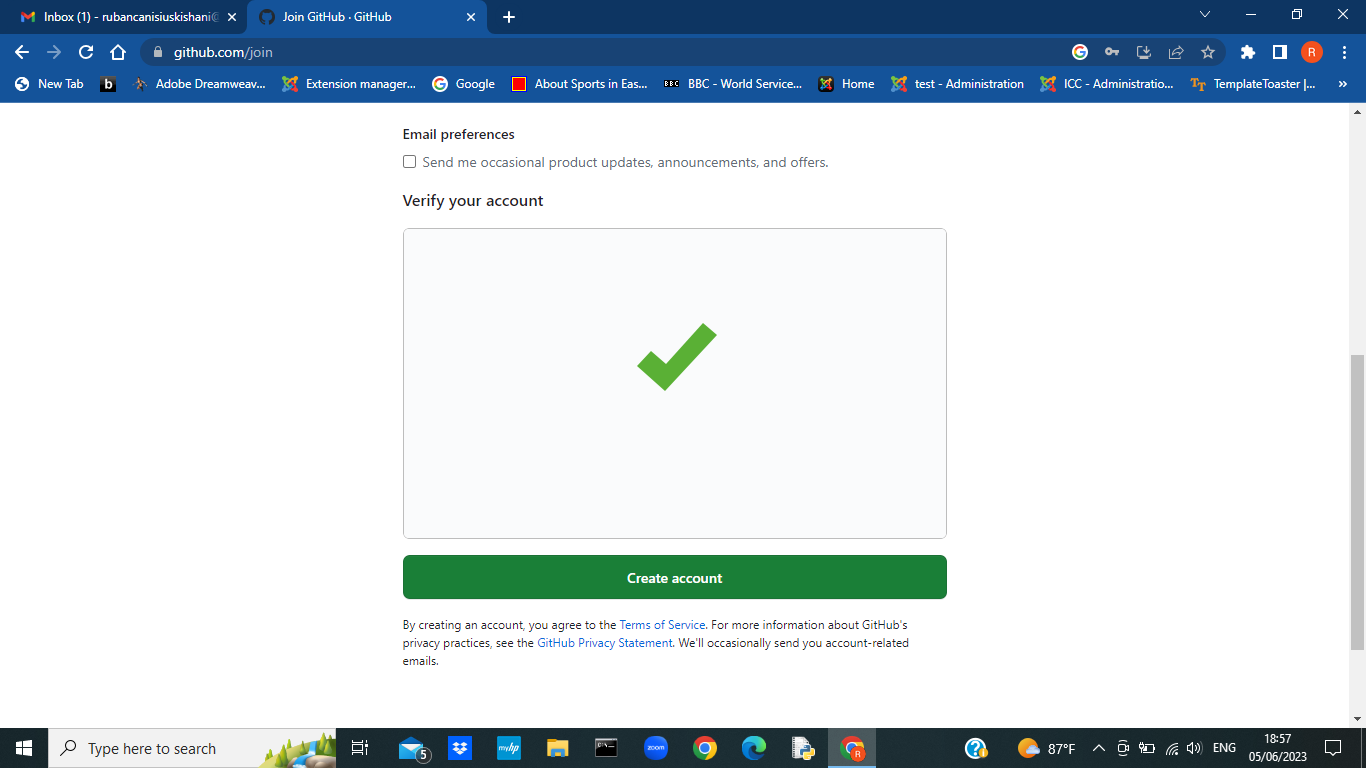 Inbox (1) - rubancanisiuskishani@
Join GitHub · GitHub
github.com/join
R
New Tab
b
Adobe Dreamweav...
Extension manager...
Google
About Sports in Eas...
BBC
BBC - World Service...
Home
test - Administration
ICC - Administratio...
TT
TemplateToaster |...
»
Email preferences
Send me occasional product updates, announcements, and offers.
Verify your account
Create account
By creating an account, you agree to the Terms of Service. For more information about GitHub's
privacy practices, see the GitHub Privacy Statement. We'll occasionally send you account-related
emails.
Type here to search
5
myhp
zoom
R
87°F
ENG
18:57
05/06/2023